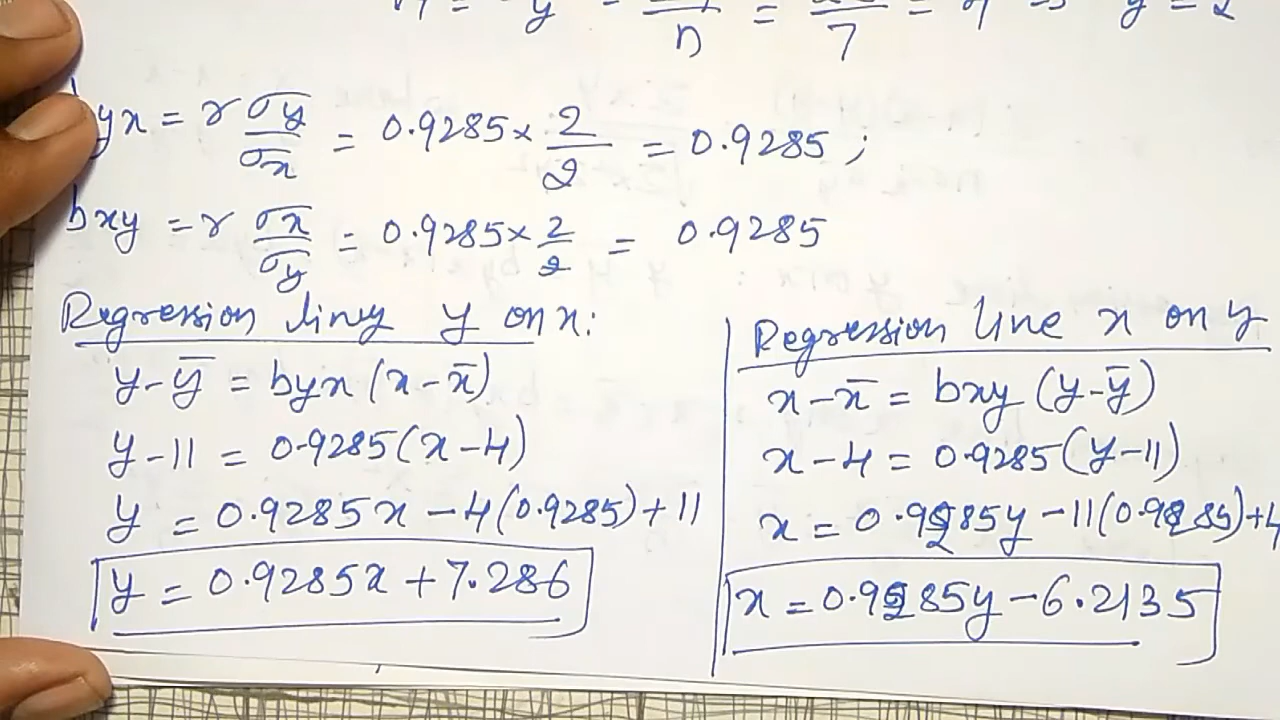 n = 7 = 4
byx = r σy/σx = 0.9285 × 2/2 = 0.9285 ;
bxy = r σx/σy = 0.9285 × 2/2 = 0.9285
Regression line y on x:
y - ȳ = byx (x - x̄)
y - 11 = 0.9285 (x - 4)
y = 0.9285x - 4(0.9285) + 11
y = 0.9285x + 7.286
Regression line x on y
x - x̄ = bxy (y - ȳ)
x - 4 = 0.9285 (y - 11)
x = 0.9285y - 11(0.9285) + 4
x = 0.9285y - 6.2135